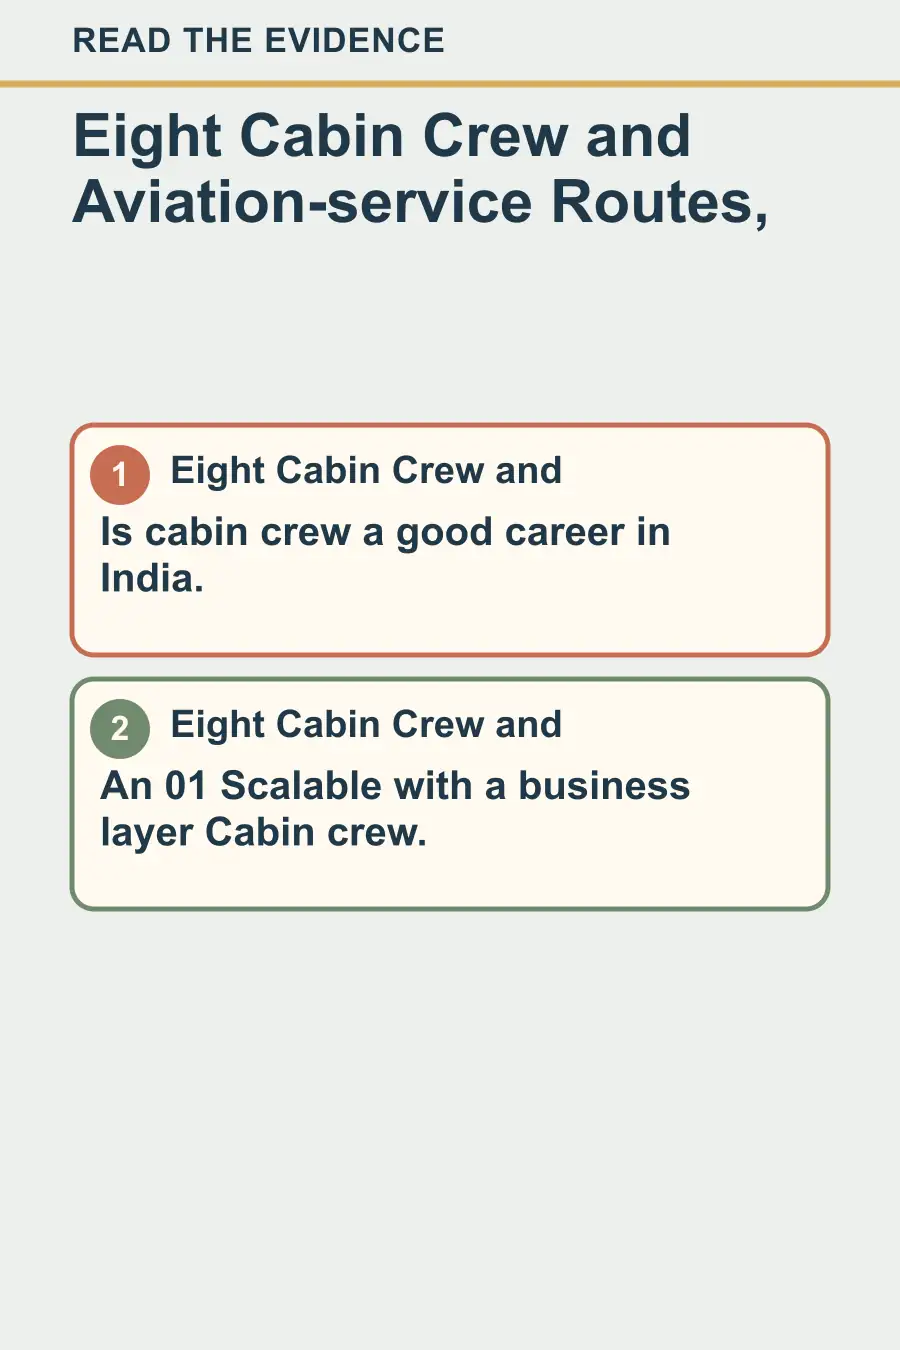 READ THE EVIDENCE
Eight Cabin Crew and
Aviation-service Routes,
1 Eight Cabin Crew and
Is cabin crew a good career in
India.
2 Eight Cabin Crew and
An 01 Scalable with a business
layer Cabin crew.